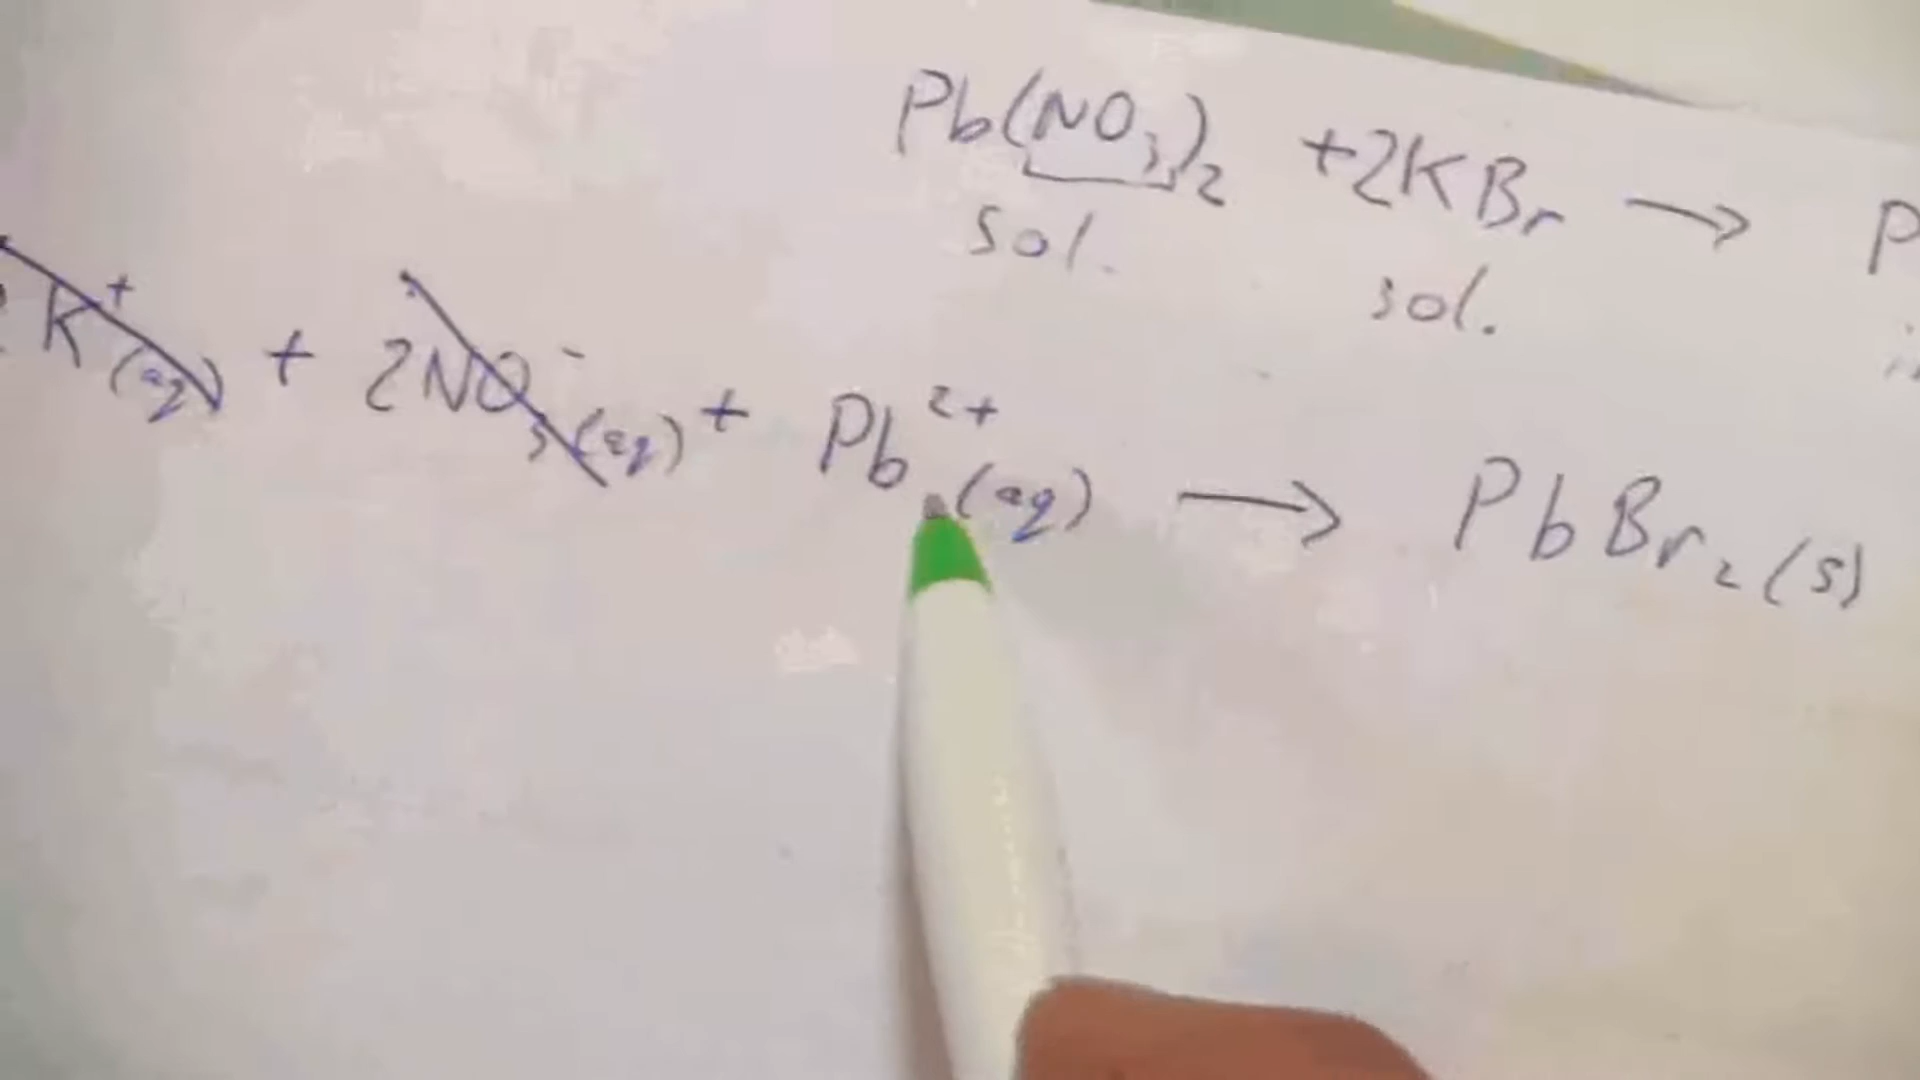 Pb(NO₃)₂ + 2KBr → P
sol. sol.
K⁺(aq) + 2NO₃⁻(aq) + Pb²⁺(aq) → PbBr₂(s)